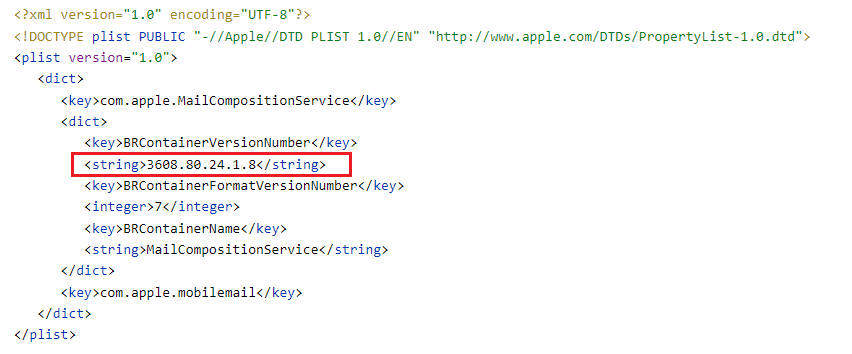 <?xml version="1.0" encoding="UTF-8"?>
<!DOCTYPE plist PUBLIC "-//Apple//DTD PLIST 1.0//EN" "http://www.apple.com/DTDs/PropertyList-1.0.dtd">
<plist version="1.0">
<dict>
<key>com.apple.MailCompositionService</key>
<dict>
<key>BRContainerVersionNumber</key>
<string>3608.80.24.1.8</string>
<key>BRContainerFormatVersionNumber</key>
<integer>7</integer>
<key>BRContainerName</key>
<string>MailCompositionService</string>
</dict>
<key>com.apple.mobilemail</key>
</dict>
</plist>